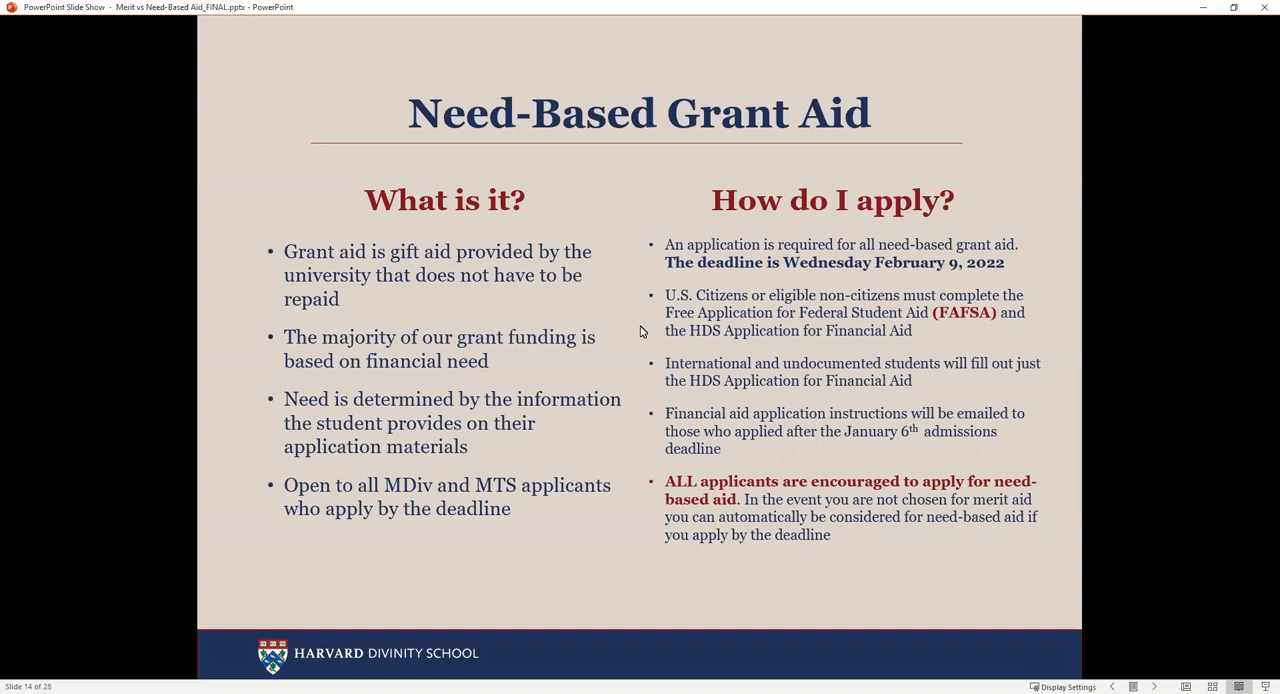 PowerPoint Slide Show - Merit vs Need-Based Aid_FINAL.pptx - PowerPoint
Need-Based Grant Aid
What is it?
• Grant aid is gift aid provided by the
university that does not have to be
repaid
• The majority of our grant funding is
based on financial need
• Need is determined by the information
the student provides on their
application materials
• Open to all MDiv and MTS applicants
who apply by the deadline
How do I apply?
• An application is required for all need-based grant aid.
The deadline is Wednesday February 9, 2022
• U.S. Citizens or eligible non-citizens must complete the
Free Application for Federal Student Aid (FAFSA) and
the HDS Application for Financial Aid
• International and undocumented students will fill out just
the HDS Application for Financial Aid
• Financial aid application instructions will be emailed to
those who applied after the January 6th admissions
deadline
• ALL applicants are encouraged to apply for need-
based aid. In the event you are not chosen for merit aid
you can automatically be considered for need-based aid if
you apply by the deadline
HARVARD DIVINITY SCHOOL
Slide 14 of 28
Display Settings